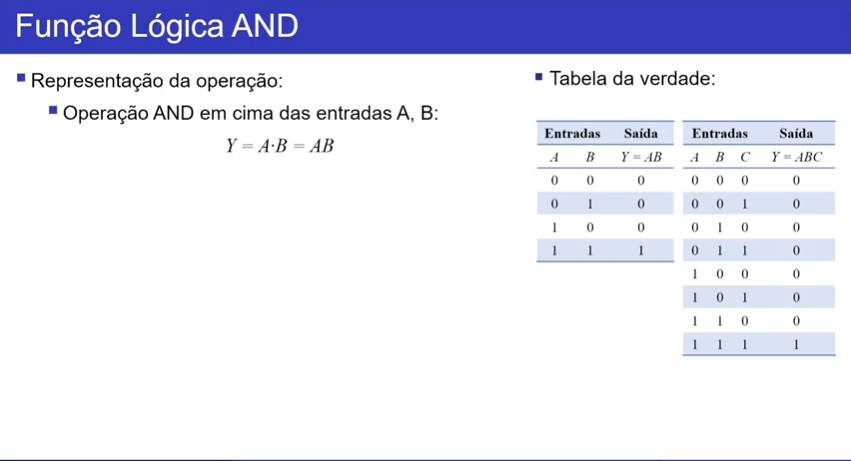 Função Lógica AND
Representação da operação:
Operação AND em cima das entradas A, B:
Y = A·B = AB
Tabela da verdade:
Entradas Saída
A B Y = AB
0 0 0
0 1 0
1 0 0
1 1 1
Entradas Saída
A B C Y = ABC
0 0 0 0
0 0 1 0
0 1 0 0
0 1 1 0
1 0 0 0
1 0 1 0
1 1 0 0
1 1 1 1